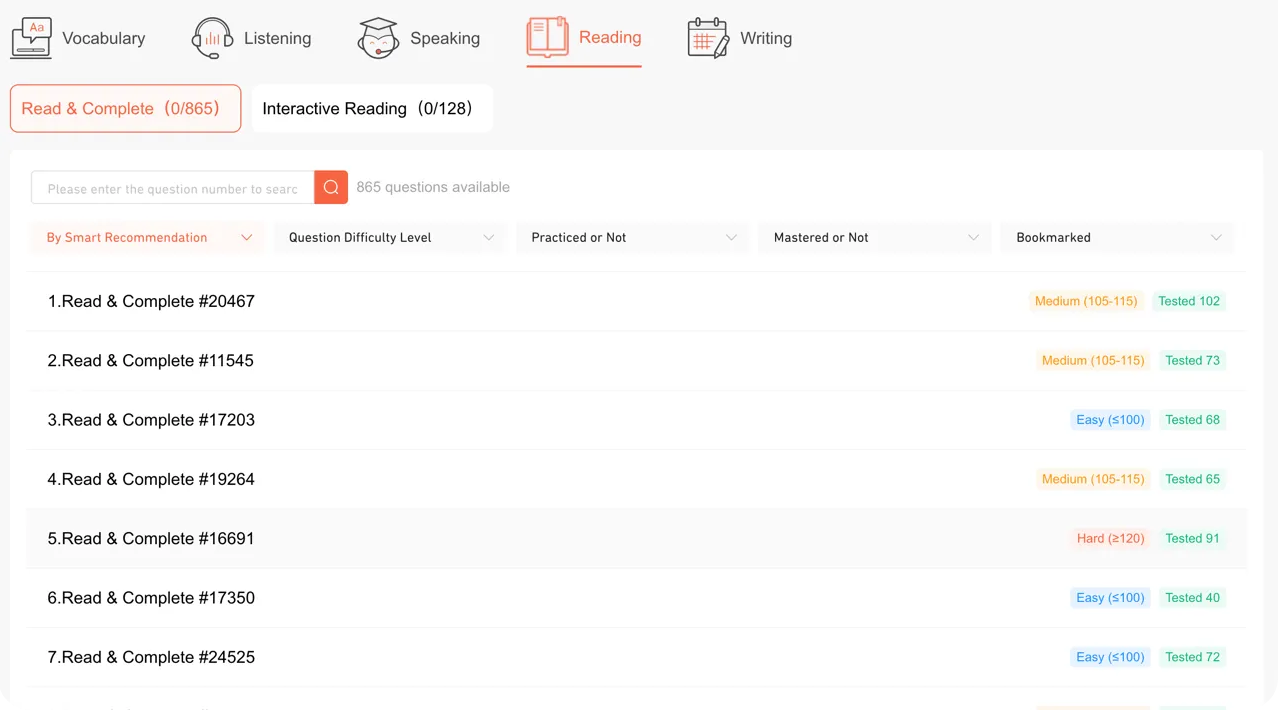 Aa
Vocabulary
Listening
Speaking
Reading
Writing
Read & Complete（0/865）
Interactive Reading（0/128）
Please enter the question number to searc
865 questions available
By Smart Recommendation
Question Difficulty Level
Practiced or Not
Mastered or Not
Bookmarked
1.Read & Complete #20467 Medium (105-115) Tested 102
2.Read & Complete #11545 Medium (105-115) Tested 73
3.Read & Complete #17203 Easy (≤100) Tested 68
4.Read & Complete #19264 Medium (105-115) Tested 65
5.Read & Complete #16691 Hard (≥120) Tested 91
6.Read & Complete #17350 Easy (≤100) Tested 40
7.Read & Complete #24525 Easy (≤100) Tested 72